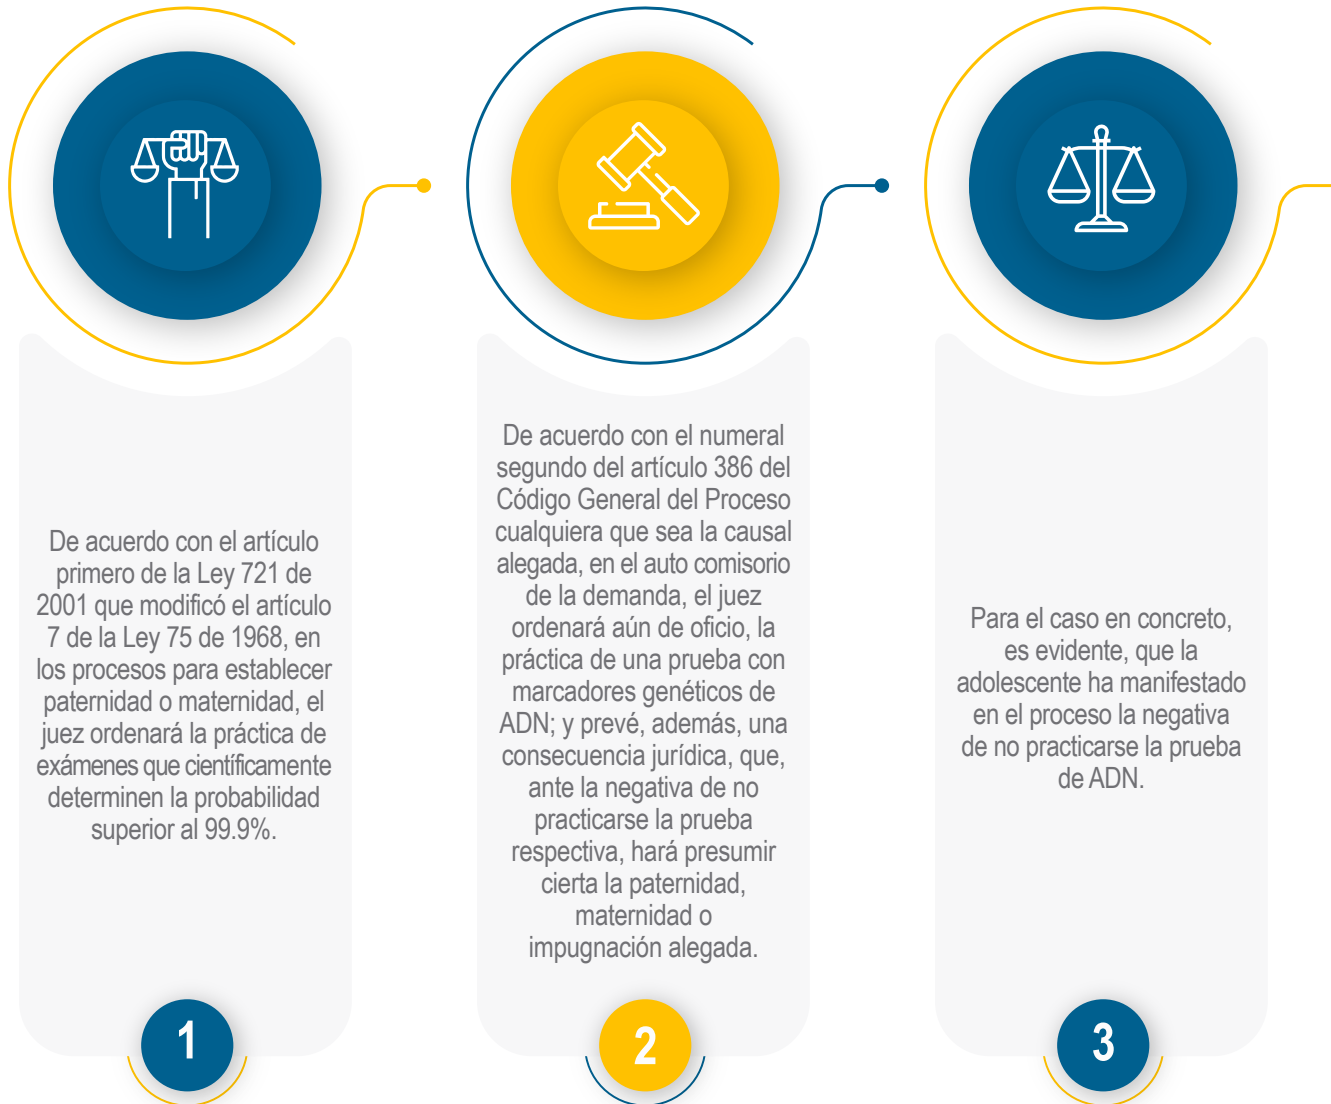 De acuerdo con el artículo
primero de la Ley 721 de
2001 que modificó el artículo
7 de la Ley 75 de 1968, en
los procesos para establecer
paternidad o maternidad, el
juez ordenará la práctica de
exámenes que científicamente
determinen la probabilidad
superior al 99.9%.
1
De acuerdo con el numeral
segundo del artículo 386 del
Código General del Proceso
cualquiera que sea la causal
alegada, en el auto comisorio
de la demanda, el juez
ordenará aún de oficio, la
práctica de una prueba con
marcadores genéticos de
ADN; y prevé, además, una
consecuencia jurídica, que,
ante la negativa de no
practicarse la prueba
respectiva, hará presumir
cierta la paternidad,
maternidad o
impugnación alegada.
2
Para el caso en concreto,
es evidente, que la
adolescente ha manifestado
en el proceso la negativa
de no practicarse la prueba
de ADN.
3